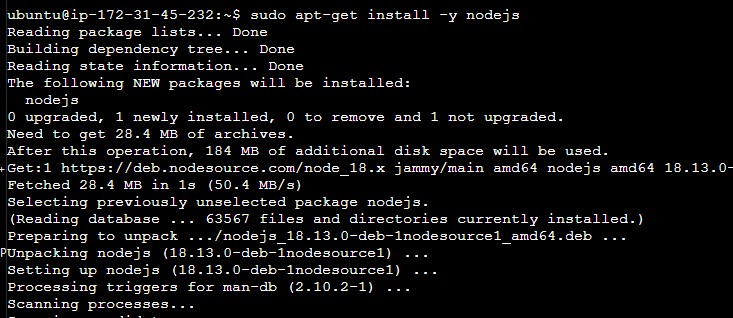 ubuntu@ip-172-31-45-232:~$ sudo apt-get install -y nodejs
Reading package lists... Done
Building dependency tree... Done
Reading state information... Done
The following NEW packages will be installed:
  nodejs
0 upgraded, 1 newly installed, 0 to remove and 1 not upgraded.
Need to get 28.4 MB of archives.
After this operation, 184 MB of additional disk space will be used.
Get:1 https://deb.nodesource.com/node_18.x jammy/main amd64 nodejs amd64 18.13.0-
Fetched 28.4 MB in 1s (50.4 MB/s)
Selecting previously unselected package nodejs.
(Reading database ... 63567 files and directories currently installed.)
Preparing to unpack .../nodejs_18.13.0-deb-1nodesource1_amd64.deb ...
Unpacking nodejs (18.13.0-deb-1nodesource1) ...
Setting up nodejs (18.13.0-deb-1nodesource1) ...
Processing triggers for man-db (2.10.2-1) ...
Scanning processes...